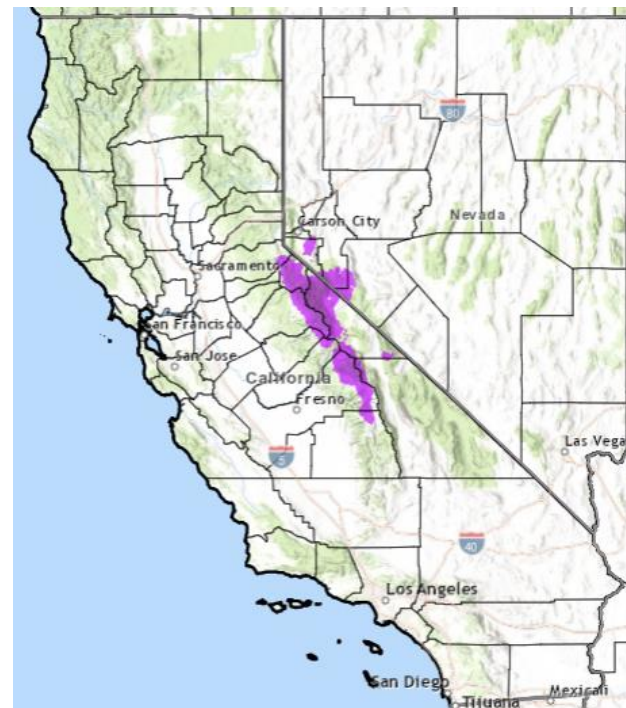 80
Nevada
Carson City
Sacramento
San Francisco
San Jose
California
Fresno
5
Las Vega
40
Los Angeles
San Diego
Tijuana
Mexicali